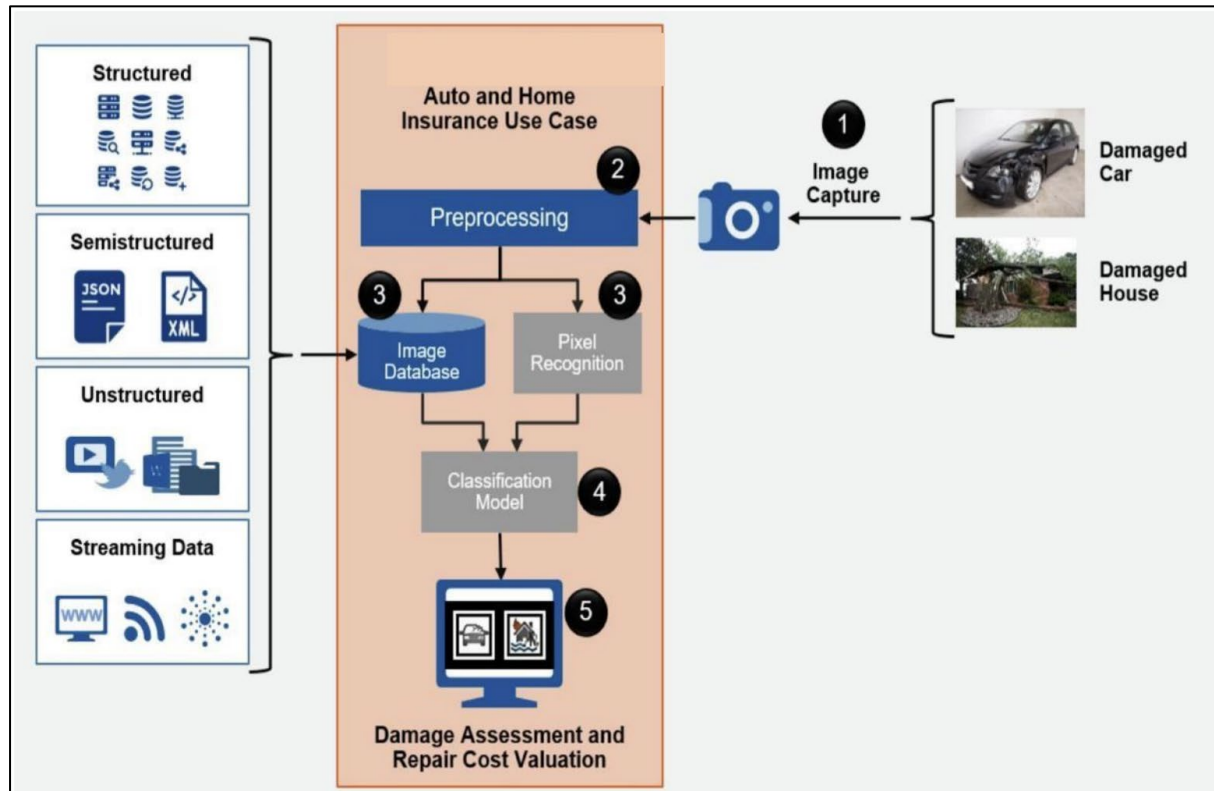 Structured
Semistructured
JSON
</>
XML
Unstructured
W
Streaming Data
WWW
Auto and Home
Insurance Use Case
2
Preprocessing
3
Image
Database
3
Pixel
Recognition
Classification
Model
4
5
Damage Assessment and
Repair Cost Valuation
1
Image
Capture
Damaged
Car
Damaged
House